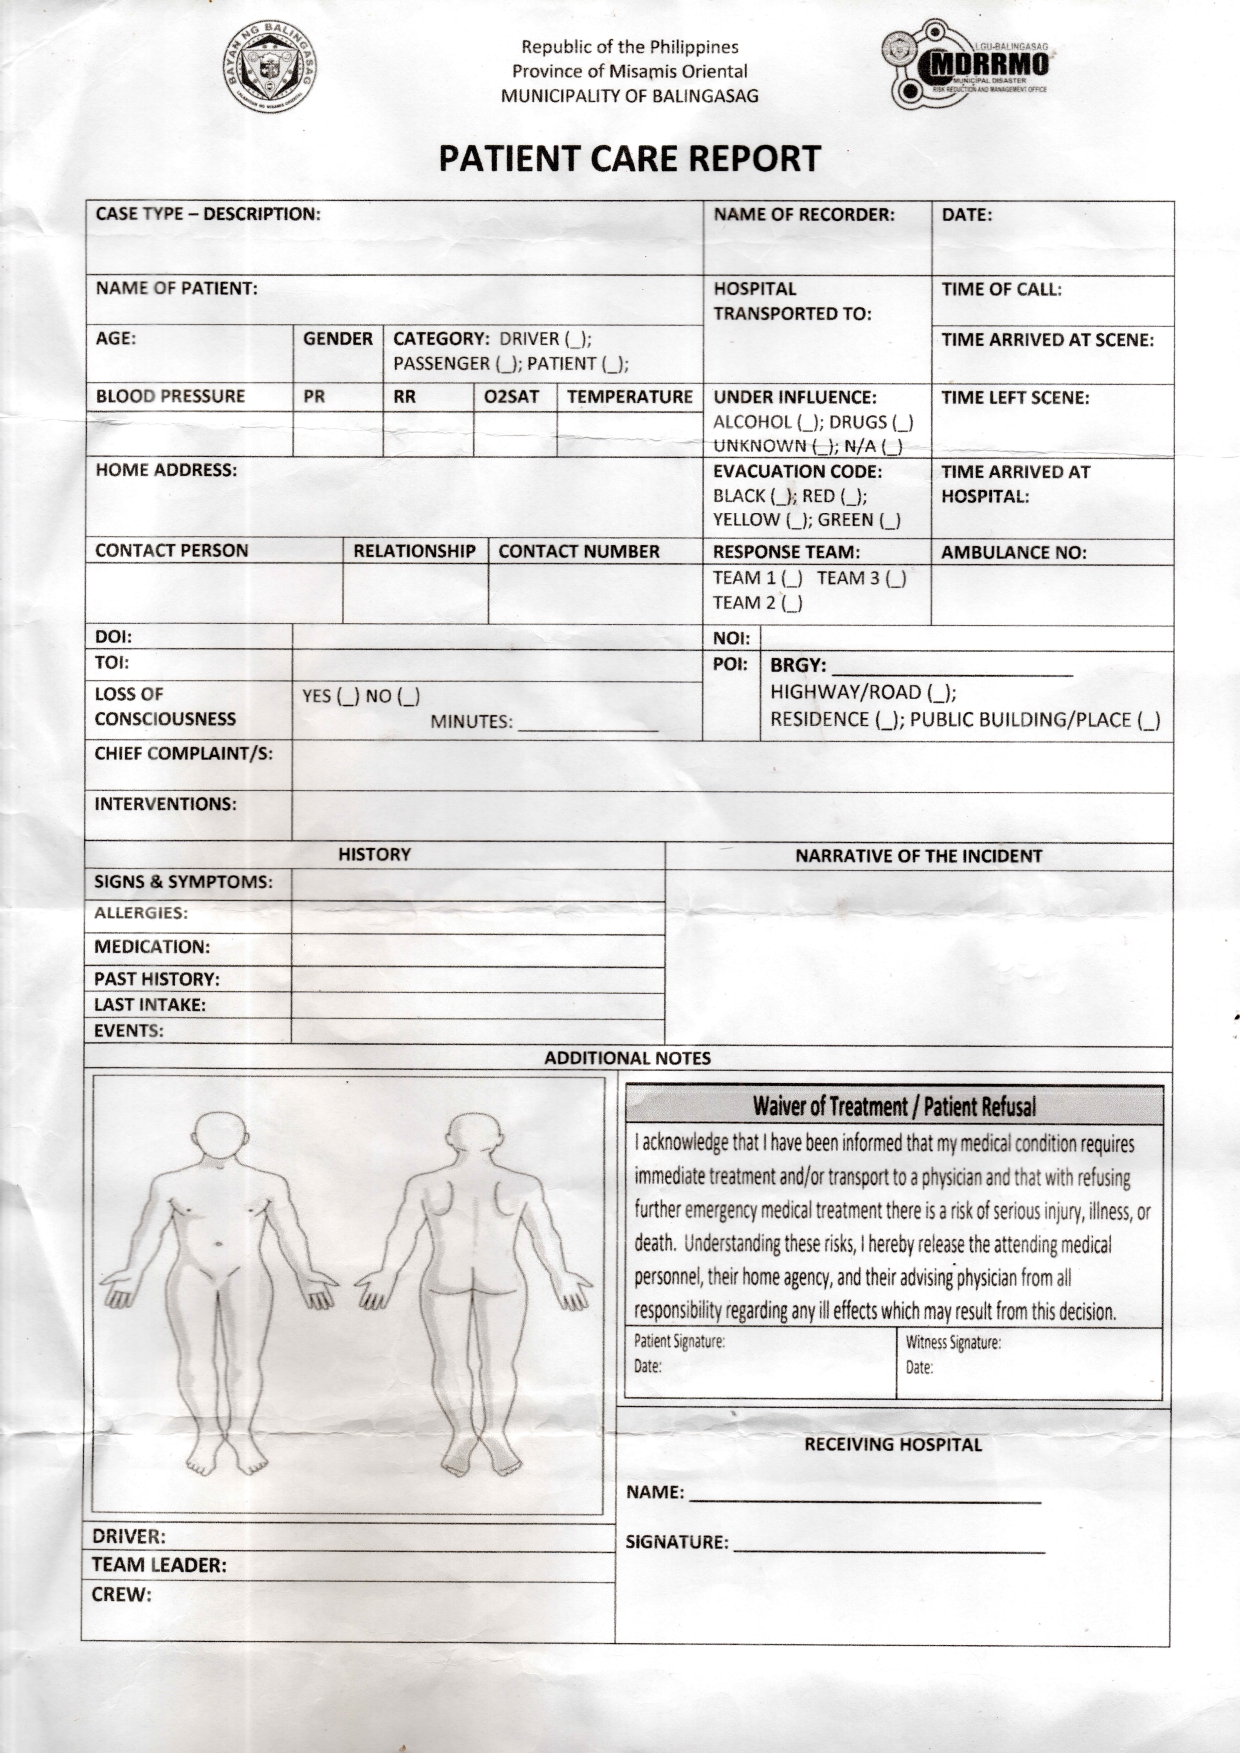 BAYAN NG BALINGASAG
LALAWIGAN NG MISAMIS ORIENTAL
Republic of the Philippines
Province of Misamis Oriental
MUNICIPALITY OF BALINGASAG
LGU-BALINGASAG
MDRRMO
MUNICIPAL DISASTER
RISK REDUCTION AND MANAGEMENT OFFICE
PATIENT CARE REPORT
CASE TYPE – DESCRIPTION:
NAME OF RECORDER:
DATE:
NAME OF PATIENT:
HOSPITAL
TRANSPORTED TO:
TIME OF CALL:
AGE:
GENDER
CATEGORY: DRIVER (_);
PASSENGER (_); PATIENT (_);
TIME ARRIVED AT SCENE:
BLOOD PRESSURE
PR
RR
O2SAT
TEMPERATURE
UNDER INFLUENCE:
ALCOHOL (_); DRUGS (_)
UNKNOWN (_); N/A (_)
TIME LEFT SCENE:
HOME ADDRESS:
EVACUATION CODE:
BLACK (_); RED (_);
YELLOW (_); GREEN (_)
TIME ARRIVED AT
HOSPITAL:
CONTACT PERSON
RELATIONSHIP
CONTACT NUMBER
RESPONSE TEAM:
TEAM 1 (_) TEAM 3 (_)
TEAM 2 (_)
AMBULANCE NO:
DOI:
NOI:
TOI:
POI:
BRGY: ____________________
HIGHWAY/ROAD (_);
RESIDENCE (_); PUBLIC BUILDING/PLACE (_)
LOSS OF
CONSCIOUSNESS
YES (_) NO (_)
MINUTES: ____________
CHIEF COMPLAINT/S:
INTERVENTIONS:
HISTORY
NARRATIVE OF THE INCIDENT
SIGNS & SYMPTOMS:
ALLERGIES:
MEDICATION:
PAST HISTORY:
LAST INTAKE:
EVENTS:
ADDITIONAL NOTES
Waiver of Treatment / Patient Refusal
I acknowledge that I have been informed that my medical condition requires
immediate treatment and/or transport to a physician and that with refusing
further emergency medical treatment there is a risk of serious injury, illness, or
death. Understanding these risks, I hereby release the attending medical
personnel, their home agency, and their advising physician from all
responsibility regarding any ill effects which may result from this decision.
Patient Signature:
Date:
Witness Signature:
Date:
RECEIVING HOSPITAL
NAME: ______________________________
SIGNATURE: __________________________
DRIVER:
TEAM LEADER:
CREW: